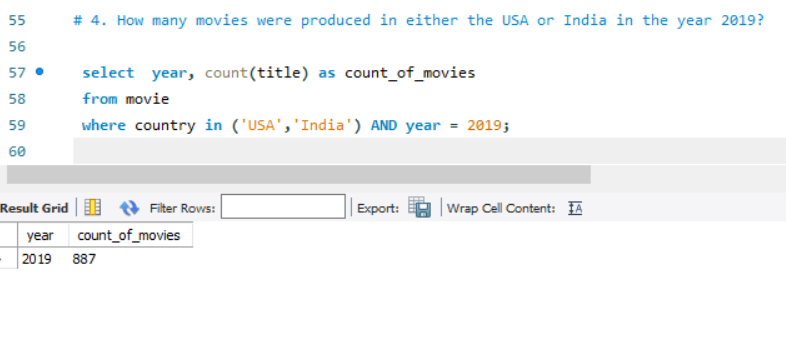 55 # 4. How many movies were produced in either the USA or India in the year 2019?
56
57 select year, count(title) as count_of_movies
58 from movie
59 where country in ('USA','India') AND year = 2019;
60
Result Grid Filter Rows: Export: Wrap Cell Content: IA
year count_of_movies
2019 887